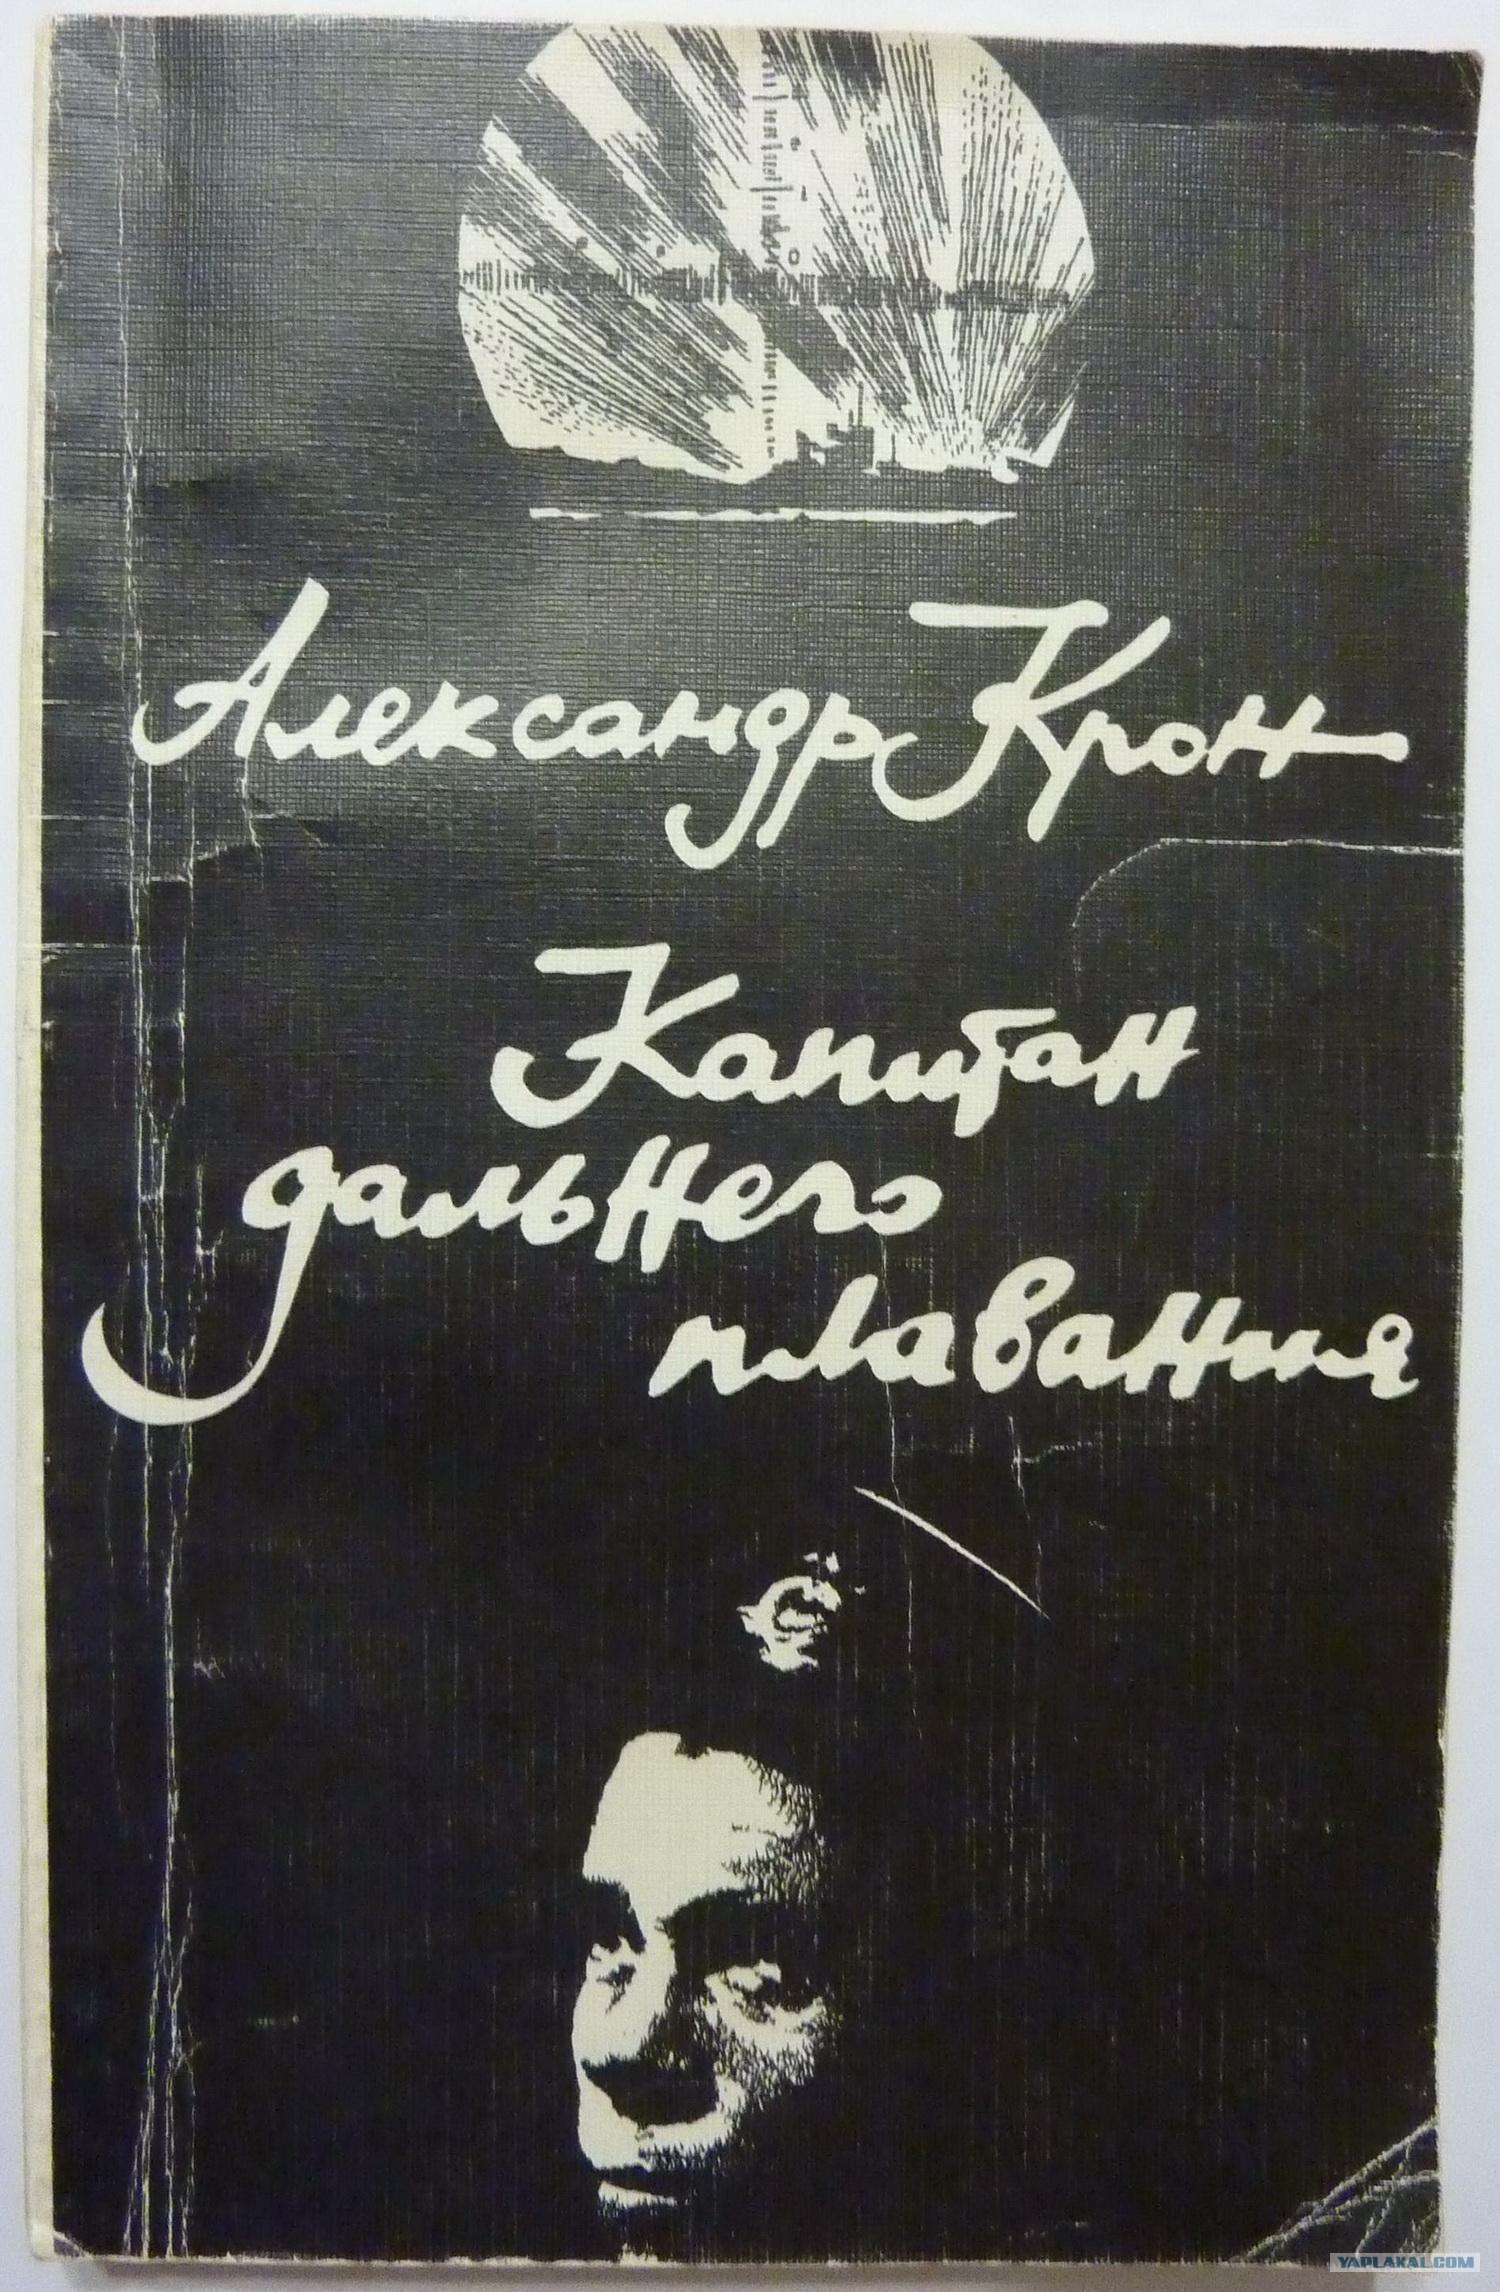 Александр Крон
Капитан
дальнего
плавания
YAPLAKAL.COM